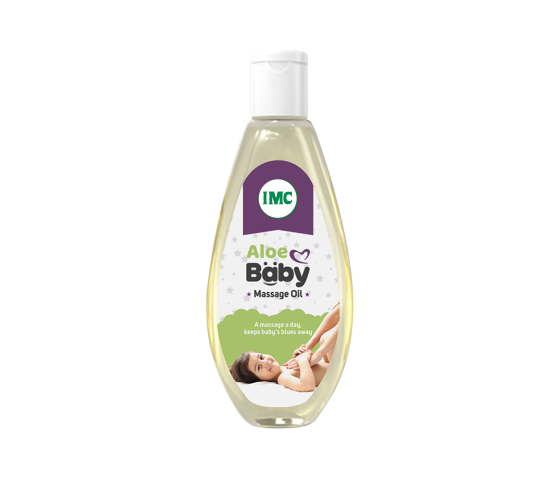 IMC
Aloe
Baby
★ Massage Oil ★
A massage a day,
keeps baby's blues away